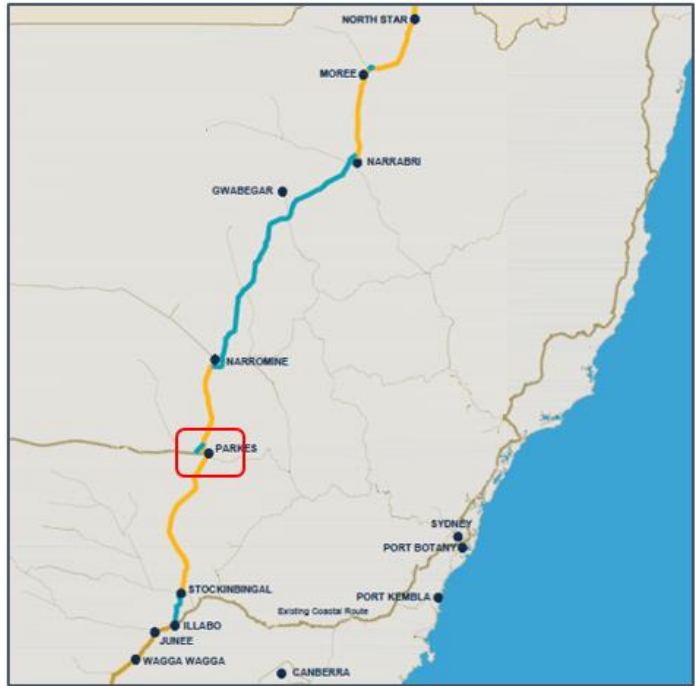 NORTH STAR
MOREE
NARRABRI
GWABEGAR
NARROMINE
PARKES
SYDNEY
PORT BOTANY
STOCKINBINGAL
PORT KEMBLA
Existing Coastal Route
ILLABO
JUNEE
WAGGA WAGGA
CANBERRA